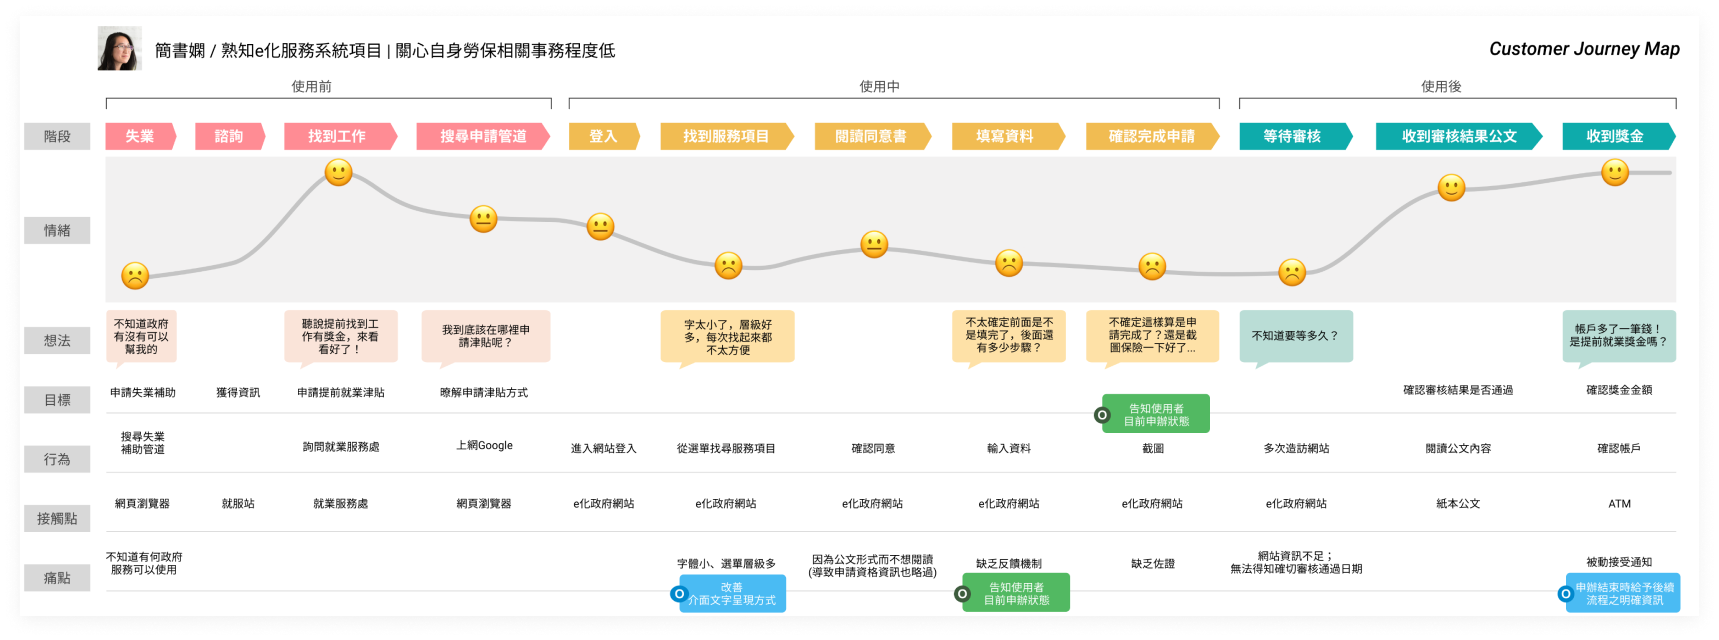 簡書嫻 / 熟知e化服務系統項目 | 關心自身勞保相關事務程度低
Customer Journey Map
使用前
使用中
使用後
階段
失業
諮詢
找到工作
搜尋申請管道
登入
找到服務項目
閱讀同意書
填寫資料
確認完成申請
等待審核
收到審核結果公文
收到獎金
情緒
想法
不知道政府
有沒有可以
幫我的
聽說提前找到工
作有獎金，來看
看好了！
我到底該在哪裡申
請津貼呢？
字太小了，層級好
多，每次找起來都
不太方便
不太確定前面是不
是填完了，後面還
有多少步驟？
不確定這樣算是申
請完成了？還是截
圖保險一下好了...
不知道要等多久？
帳戶多了一筆錢！
是提前就業獎金嗎？
目標
申請失業補助
獲得資訊
申請提前就業津貼
暸解申請津貼方式
告知使用者
目前申辦狀態
確認審核結果是否通過
確認獎金金額
行為
搜尋失業
補助管道
詢問就業服務處
上網Google
進入網站登入
從選單找尋服務項目
確認同意
輸入資料
截圖
多次造訪網站
閱讀公文內容
確認帳戶
接觸點
網頁瀏覽器
就服站
就業服務處
網頁瀏覽器
e化政府網站
e化政府網站
e化政府網站
e化政府網站
e化政府網站
e化政府網站
紙本公文
ATM
痛點
不知道有何政府
服務可以使用
字體小、選單層級多
因為公文形式而不想閱讀
(導致申請資格資訊也略過)
缺乏反饋機制
缺乏佐證
網站資訊不足；
無法得知確切審核通過日期
被動接受通知
O
改善
介面文字呈現方式
O
告知使用者
目前申辦狀態
O
申辦結束時給予後續
流程之明確資訊
O